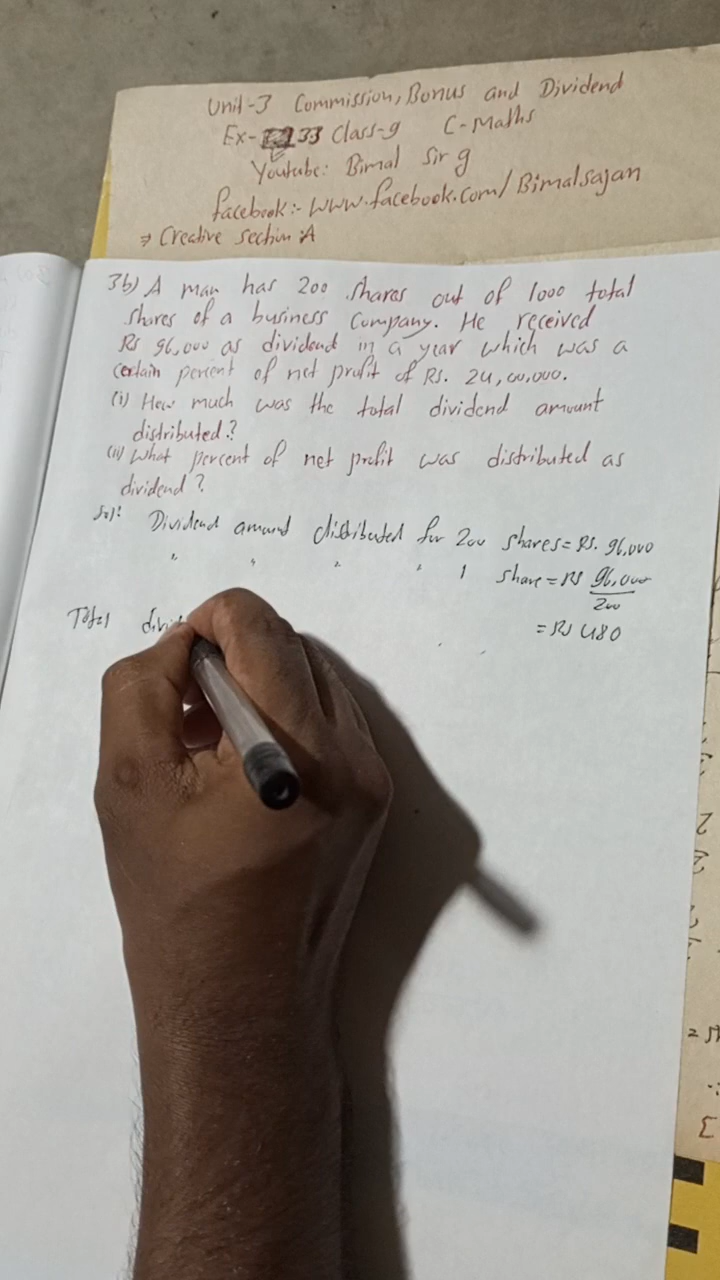 Unit-3 Commission, Bonus and Dividend
Ex- 33 Class-9 C-Maths
Youtube: Bimal Sir g
facebook:- www.facebook.com/Bimalsajan
⇒ Creative section:A
3b) A man has 200 shares out of 1000 total
shares of a business company. He received
Rs 96,000 as dividend in a year which was a
certain percent of net profit of Rs. 24,00,000.
(i) How much was the total dividend amount
distributed?
(ii) What percent of net profit was distributed as
dividend?
Solⁿ: Dividend amount distributed for 200 shares = Rs. 96,000
" " " " 1 share = Rs 96,000
200
= Rs 480
Total